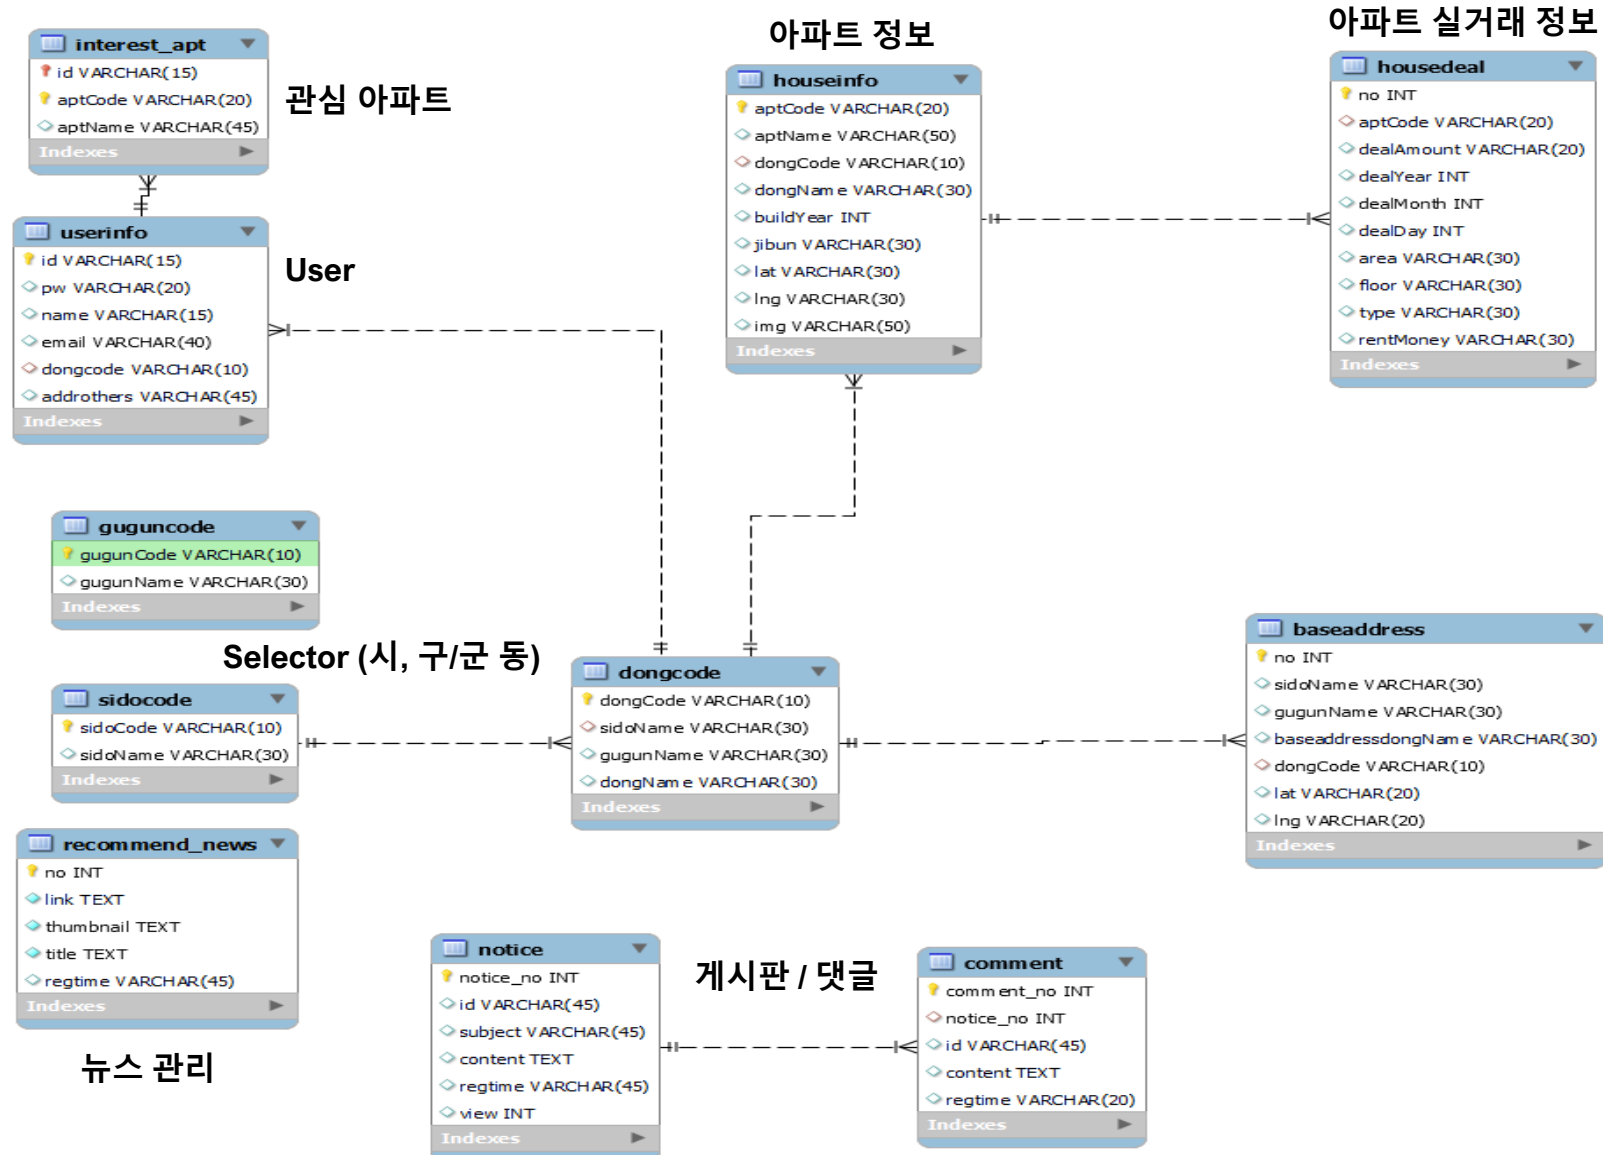 interest_apt
id VARCHAR(15)
aptCode VARCHAR(20)
aptName VARCHAR(45)
Indexes
관심 아파트
userinfo
id VARCHAR(15)
pw VARCHAR(20)
name VARCHAR(15)
email VARCHAR(40)
dongcode VARCHAR(10)
addrothers VARCHAR(45)
Indexes
User
아파트 정보
houseinfo
aptCode VARCHAR(20)
aptName VARCHAR(50)
dongCode VARCHAR(10)
dongName VARCHAR(30)
buildYear INT
jibun VARCHAR(30)
lat VARCHAR(30)
lng VARCHAR(30)
img VARCHAR(50)
Indexes
아파트 실거래 정보
housedeal
no INT
aptCode VARCHAR(20)
dealAmount VARCHAR(20)
dealYear INT
dealMonth INT
dealDay INT
area VARCHAR(30)
floor VARCHAR(30)
type VARCHAR(30)
rentMoney VARCHAR(30)
Indexes
guguncode
gugunCode VARCHAR(10)
gugunName VARCHAR(30)
Indexes
Selector (시, 구/군 동)
sidocode
sidoCode VARCHAR(10)
sidoName VARCHAR(30)
Indexes
dongcode
dongCode VARCHAR(10)
sidoName VARCHAR(30)
gugunName VARCHAR(30)
dongName VARCHAR(30)
Indexes
baseaddress
no INT
sidoName VARCHAR(30)
gugunName VARCHAR(30)
baseaddressdongName VARCHAR(30)
dongCode VARCHAR(10)
lat VARCHAR(20)
lng VARCHAR(20)
Indexes
recommend_news
no INT
link TEXT
thumbnail TEXT
title TEXT
regtime VARCHAR(45)
Indexes
뉴스 관리
notice
notice_no INT
id VARCHAR(45)
subject VARCHAR(45)
content TEXT
regtime VARCHAR(45)
view INT
Indexes
게시판 / 댓글
comment
comment_no INT
notice_no INT
id VARCHAR(45)
content TEXT
regtime VARCHAR(20)
Indexes